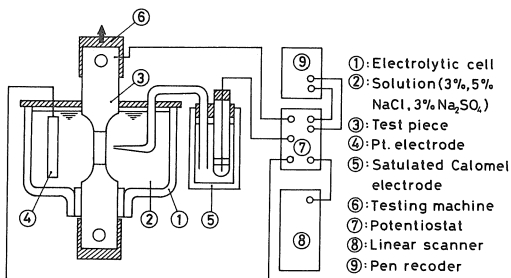 ⑥
⑨
③
①: Electrolytic cell
②: Solution (3%, 5%
NaCl, 3% Na₂SO₄)
⑦
③: Test piece
④: Pt. electrode
⑤: Satulated Calomel
electrode
④ ② ① ⑤
⑥: Testing machine
⑧
⑦: Potentiostat
⑧: Linear scanner
⑨: Pen recoder